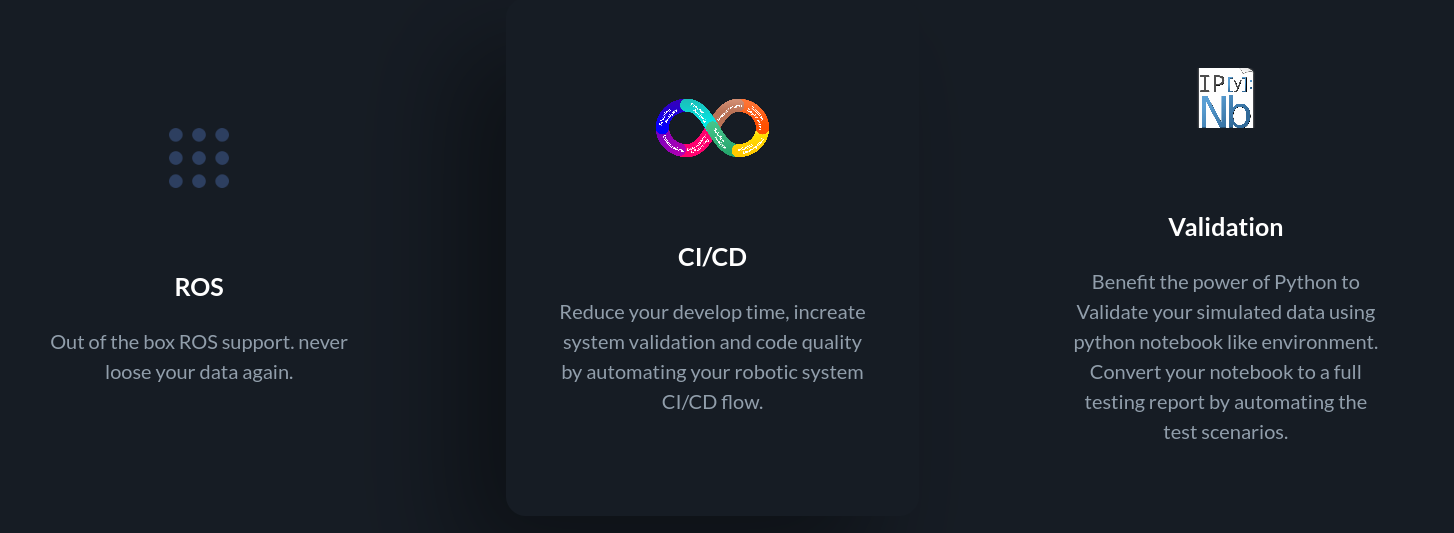 IP[y]:
Nb
ROS
Out of the box ROS support. never
loose your data again.
CI/CD
Reduce your develop time, increate
system validation and code quality
by automating your robotic system
CI/CD flow.
Validation
Benefit the power of Python to
Validate your simulated data using
python notebook like environment.
Convert your notebook to a full
testing report by automating the
test scenarios.